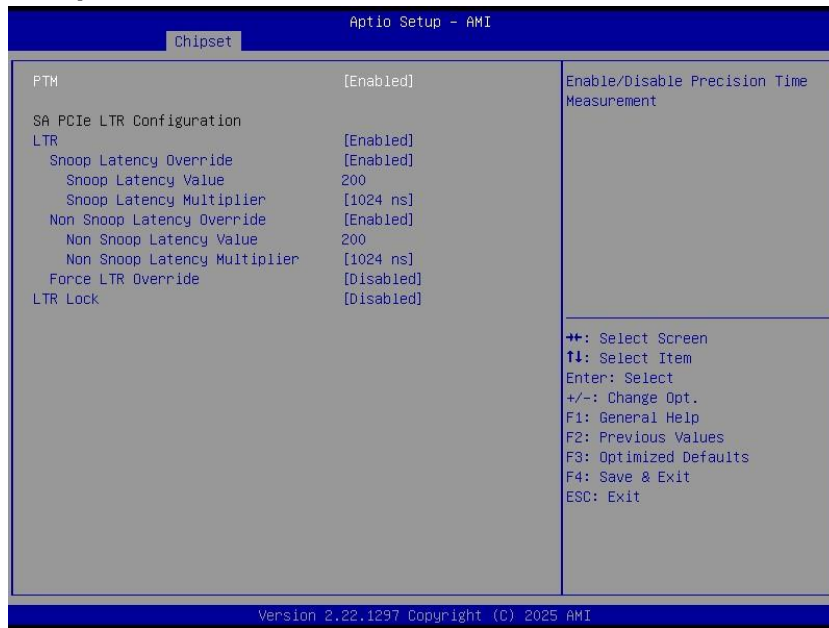 Aptio Setup – AMI
Chipset
PTM [Enabled]
SA PCIe LTR Configuration
LTR [Enabled]
Snoop Latency Override [Enabled]
Snoop Latency Value 200
Snoop Latency Multiplier [1024 ns]
Non Snoop Latency Override [Enabled]
Non Snoop Latency Value 200
Non Snoop Latency Multiplier [1024 ns]
Force LTR Override [Disabled]
LTR Lock [Disabled]
Enable/Disable Precision Time
Measurement
→←: Select Screen
↑↓: Select Item
Enter: Select
+/-: Change Opt.
F1: General Help
F2: Previous Values
F3: Optimized Defaults
F4: Save & Exit
ESC: Exit
Version 2.22.1297 Copyright (C) 2025 AMI